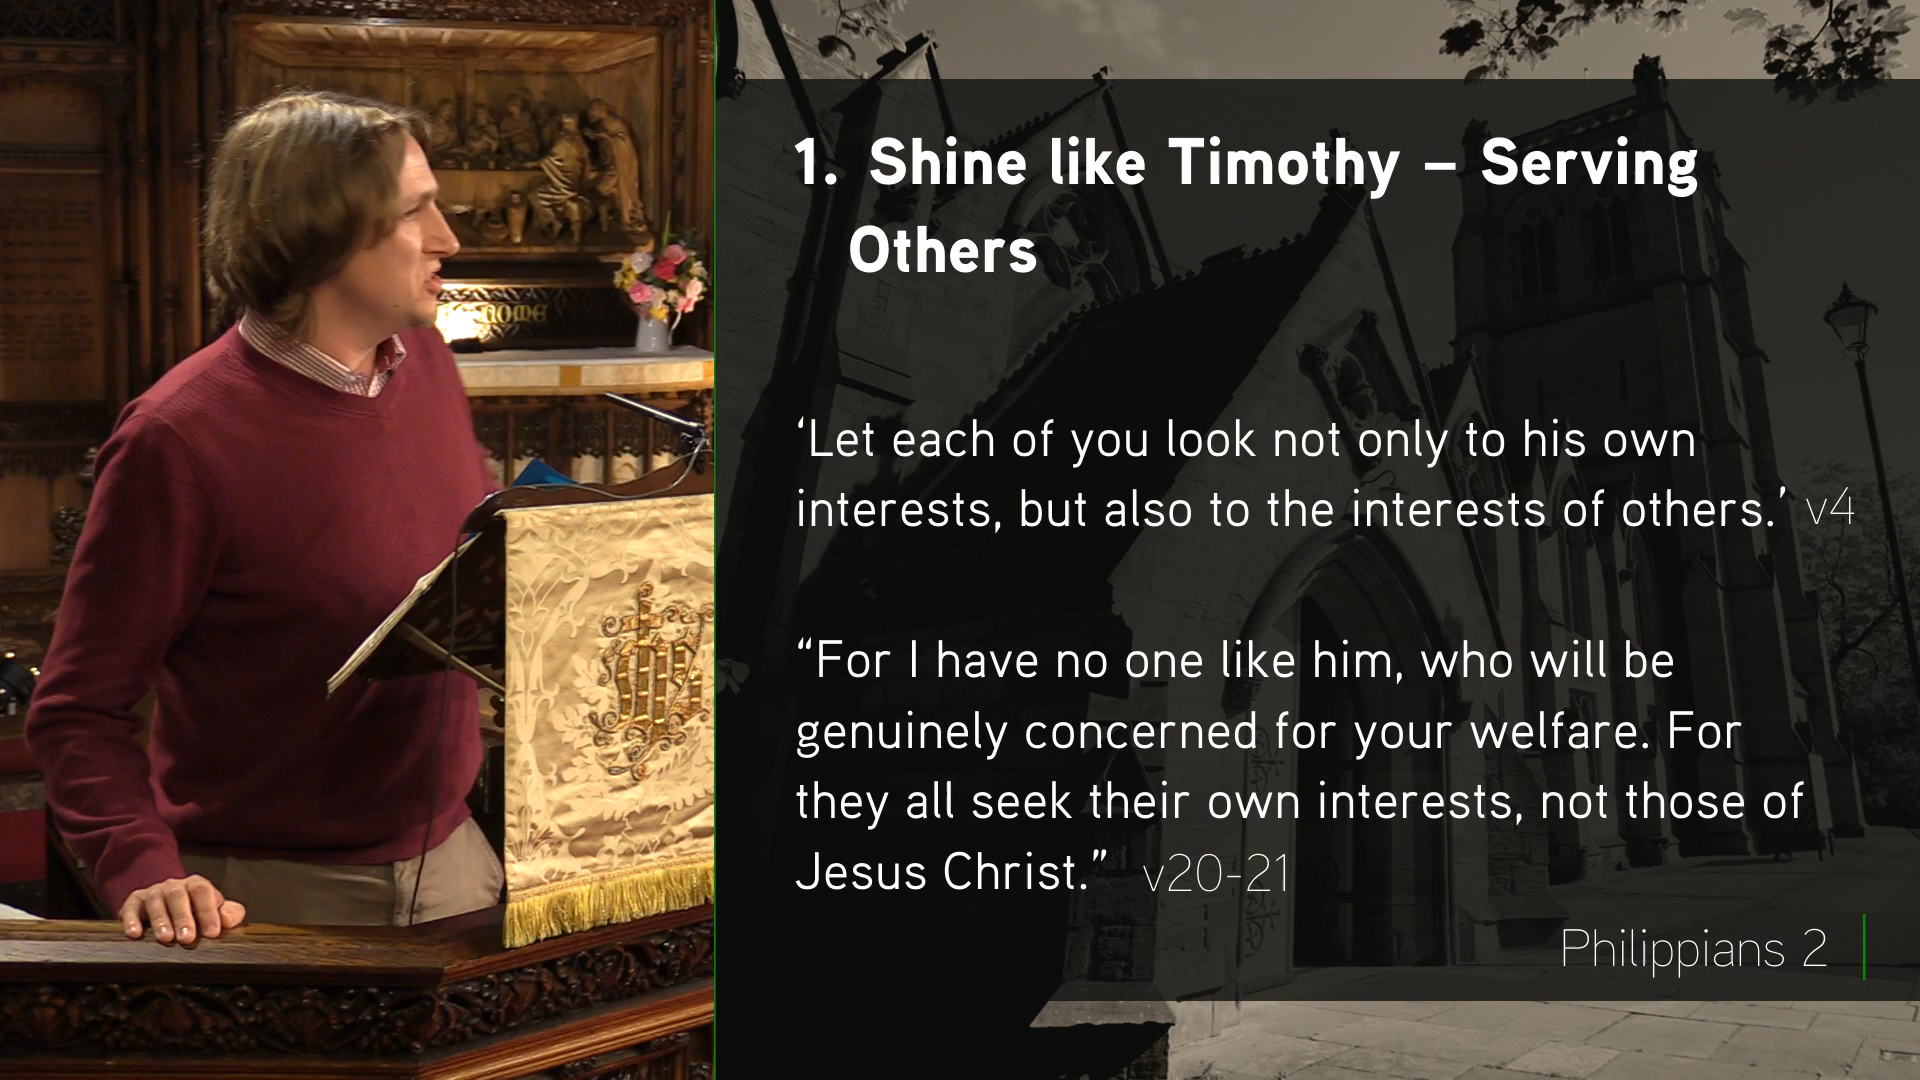 1. Shine like Timothy – Serving
Others
‘Let each of you look not only to his own
interests, but also to the interests of others.’ v4
“For I have no one like him, who will be
genuinely concerned for your welfare. For
they all seek their own interests, not those of
Jesus Christ.” v20-21
Philippians 2